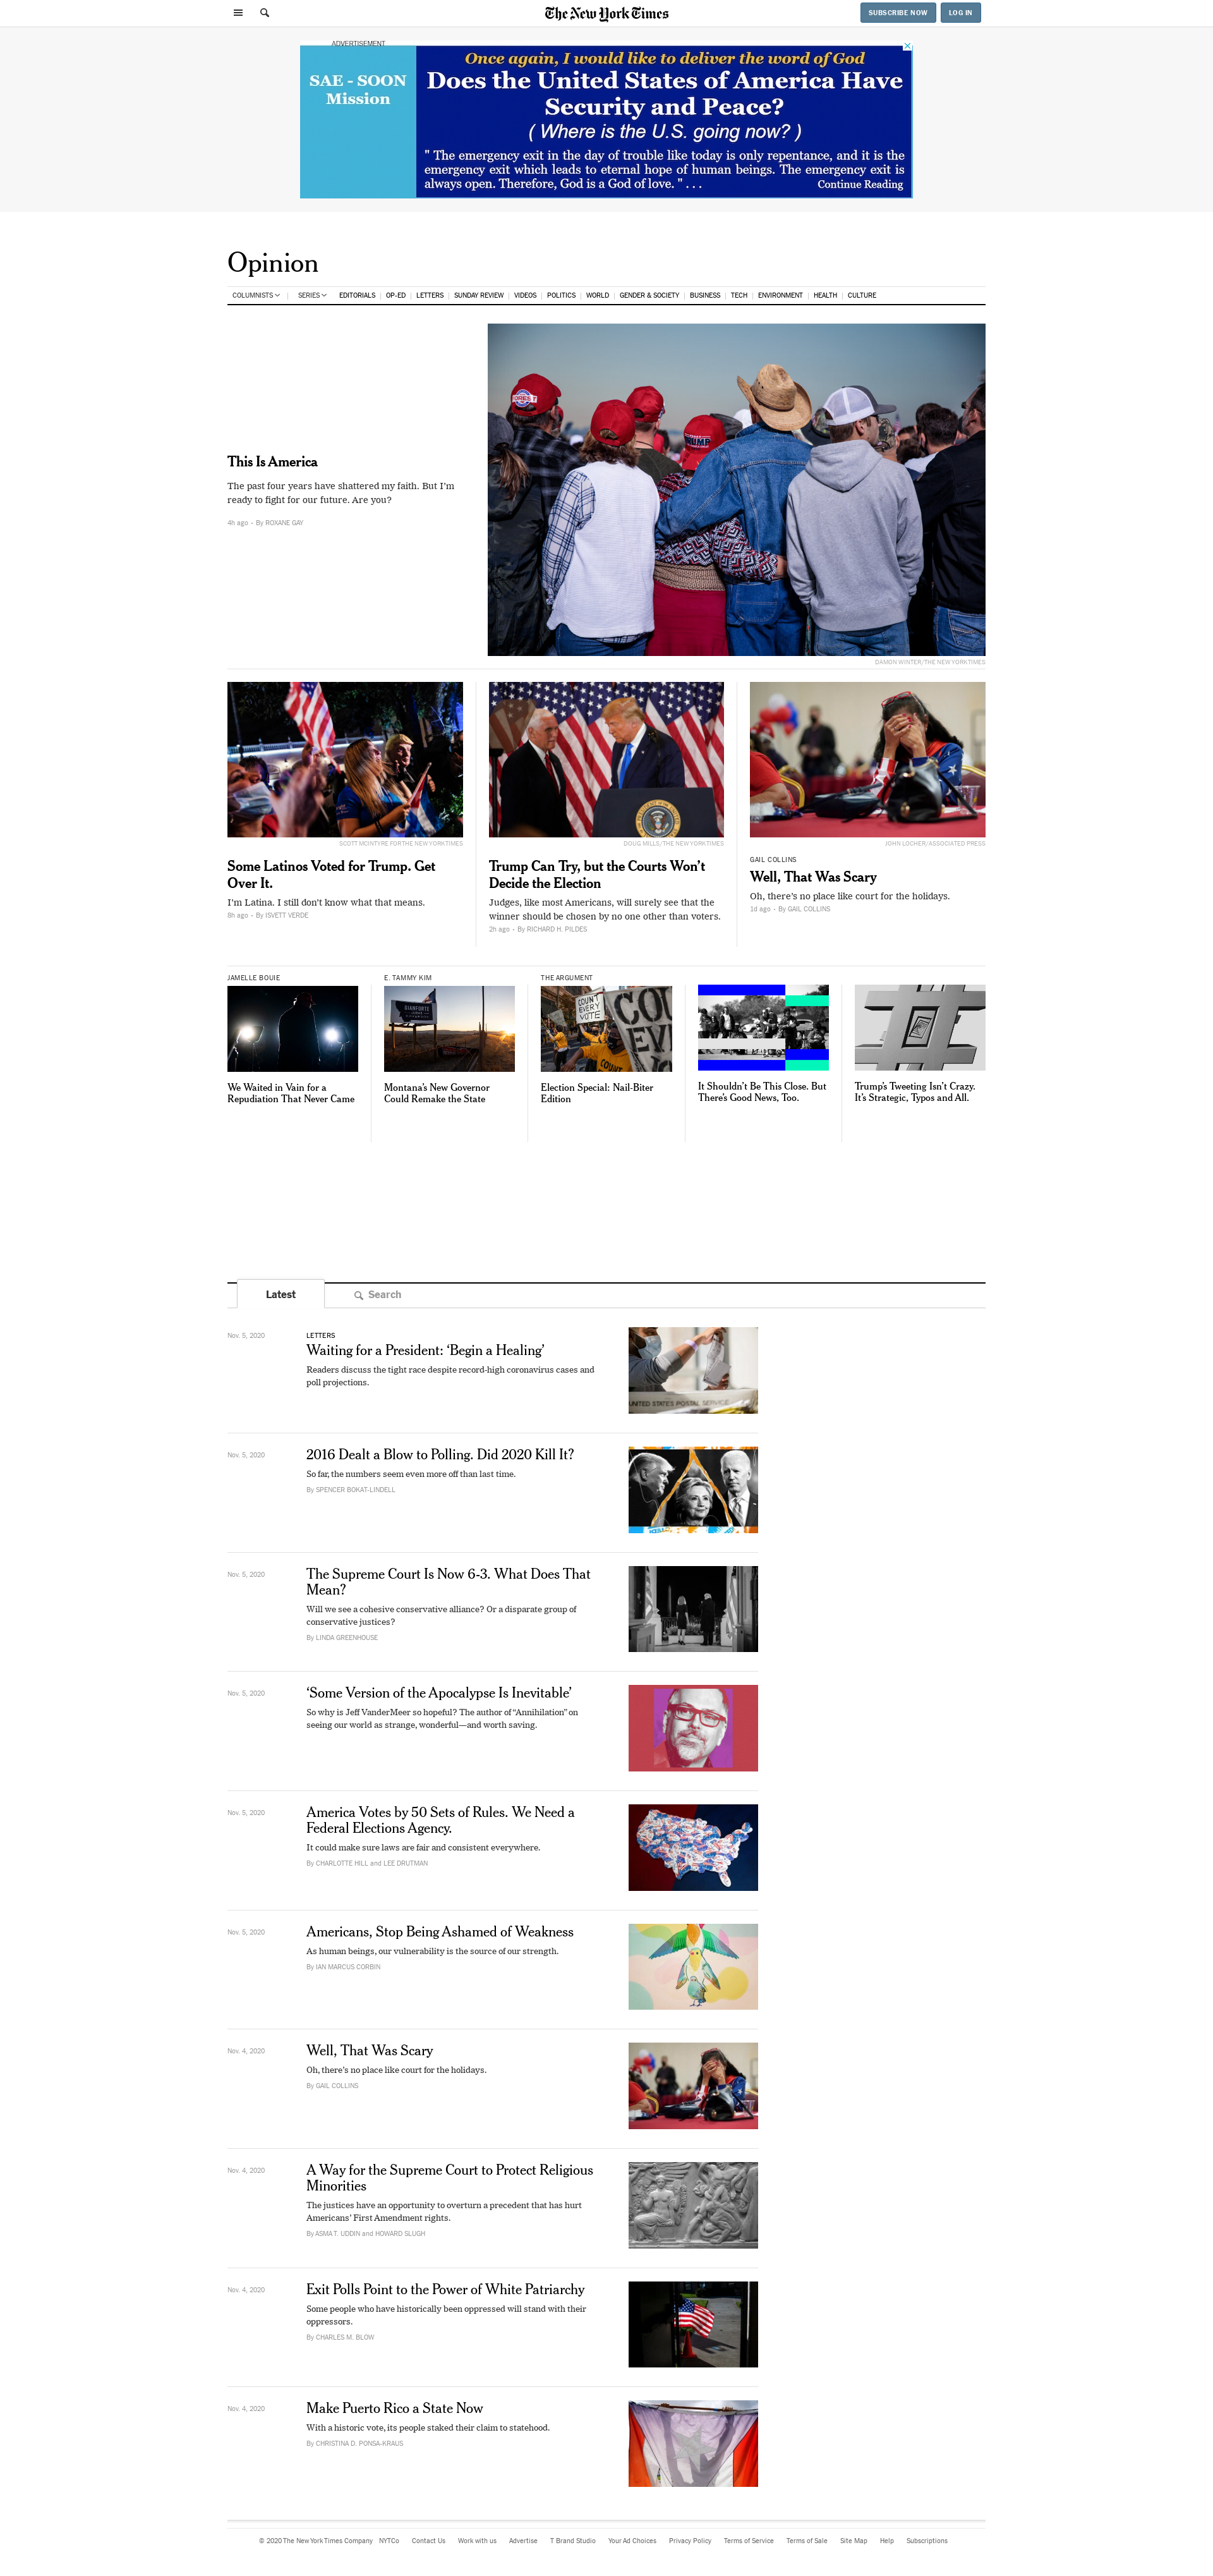 The New York Times
SUBSCRIBE NOW
LOG IN
ADVERTISEMENT
SAE - SOON
Mission
Once again, I would like to deliver the word of God
Does the United States of America Have
Security and Peace?
( Where is the U.S. going now? )
" The emergency exit in the day of trouble like today is only repentance, and it is the
emergency exit which leads to eternal hope of human beings. The emergency exit is
always open. Therefore, God is a God of love. " . . .
Continue Reading
Opinion
COLUMNISTS
SERIES
EDITORIALS | OP-ED | LETTERS | SUNDAY REVIEW | VIDEOS | POLITICS | WORLD | GENDER & SOCIETY | BUSINESS | TECH | ENVIRONMENT | HEALTH | CULTURE
This Is America
The past four years have shattered my faith. But I'm
ready to fight for our future. Are you?
4h ago • By ROXANE GAY
TRUMP
DAMON WINTER/THE NEW YORK TIMES
SCOTT MCINTYRE FOR THE NEW YORK TIMES
Some Latinos Voted for Trump. Get
Over It.
I'm Latina. I still don't know what that means.
8h ago • By ISVETT VERDE
DOUG MILLS/THE NEW YORK TIMES
Trump Can Try, but the Courts Won't
Decide the Election
Judges, like most Americans, will surely see that the
winner should be chosen by no one other than voters.
2h ago • By RICHARD H. PILDES
JOHN LOCHER/ASSOCIATED PRESS
GAIL COLLINS
Well, That Was Scary
Oh, there's no place like court for the holidays.
1d ago • By GAIL COLLINS
JAMELLE BOUIE
We Waited in Vain for a
Repudiation That Never Came
E. TAMMY KIM
GIANFORTE
Montana's New Governor
Could Remake the State
THE ARGUMENT
COUNT
EVERY
VOTE
Election Special: Nail-Biter
Edition
It Shouldn't Be This Close. But
There's Good News, Too.
Trump's Tweeting Isn't Crazy.
It's Strategic, Typos and All.
Latest
Search
Nov. 5, 2020
LETTERS
Waiting for a President: ‘Begin a Healing’
Readers discuss the tight race despite record-high coronavirus cases and
poll projections.
UNITED STATES POSTAL SERVICE
Nov. 5, 2020
2016 Dealt a Blow to Polling. Did 2020 Kill It?
So far, the numbers seem even more off than last time.
By SPENCER BOKAT-LINDELL
Nov. 5, 2020
The Supreme Court Is Now 6-3. What Does That
Mean?
Will we see a cohesive conservative alliance? Or a disparate group of
conservative justices?
By LINDA GREENHOUSE
Nov. 5, 2020
‘Some Version of the Apocalypse Is Inevitable’
So why is Jeff VanderMeer so hopeful? The author of “Annihilation” on
seeing our world as strange, wonderful—and worth saving.
Nov. 5, 2020
America Votes by 50 Sets of Rules. We Need a
Federal Elections Agency.
It could make sure laws are fair and consistent everywhere.
By CHARLOTTE HILL and LEE DRUTMAN
Nov. 5, 2020
Americans, Stop Being Ashamed of Weakness
As human beings, our vulnerability is the source of our strength.
By IAN MARCUS CORBIN
Nov. 4, 2020
Well, That Was Scary
Oh, there's no place like court for the holidays.
By GAIL COLLINS
Nov. 4, 2020
A Way for the Supreme Court to Protect Religious
Minorities
The justices have an opportunity to overturn a precedent that has hurt
Americans' First Amendment rights.
By ASMA T. UDDIN and HOWARD SLUGH
Nov. 4, 2020
Exit Polls Point to the Power of White Patriarchy
Some people who have historically been oppressed will stand with their
oppressors.
By CHARLES M. BLOW
Nov. 4, 2020
Make Puerto Rico a State Now
With a historic vote, its people staked their claim to statehood.
By CHRISTINA D. PONSA-KRAUS
© 2020 The New York Times Company NYTCo Contact Us Work with us Advertise T Brand Studio Your Ad Choices Privacy Policy Terms of Service Terms of Sale Site Map Help Subscriptions